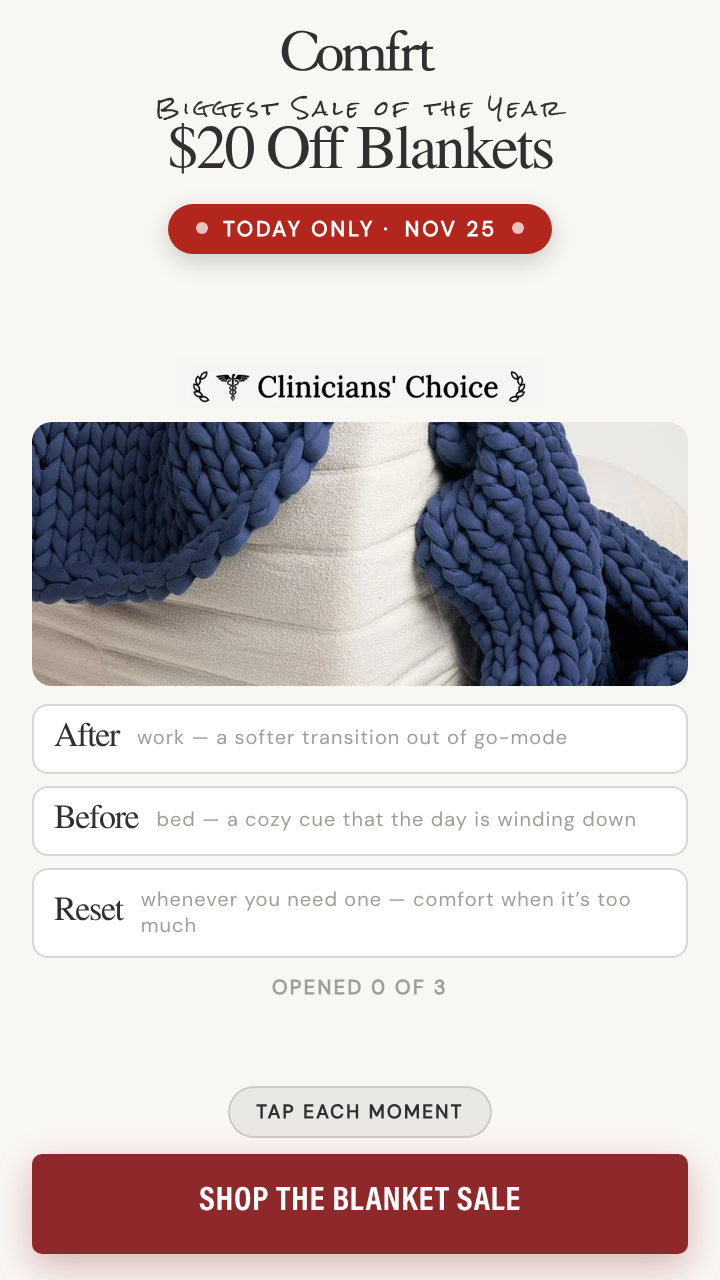 Comfrt
Biggest Sale of the Year
$20 Off Blankets
TODAY ONLY · NOV 25
Clinicians' Choice
After work — a softer transition out of go-mode
Before bed — a cozy cue that the day is winding down
Reset whenever you need one — comfort when it’s too
much
OPENED 0 OF 3
TAP EACH MOMENT
SHOP THE BLANKET SALE